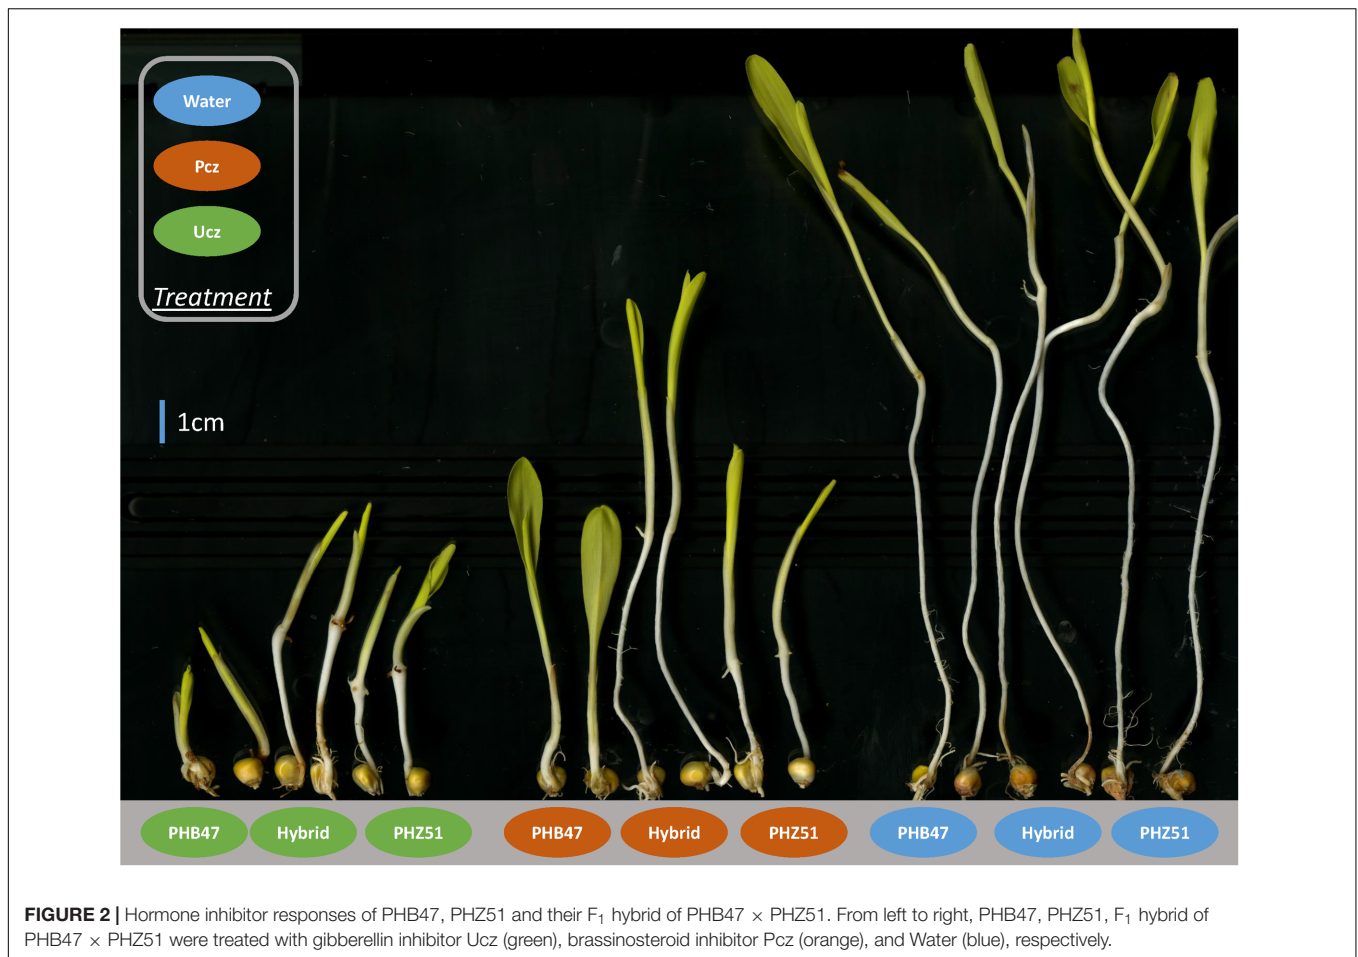 Water
Pcz
Ucz
Treatment
1cm
PHB47 Hybrid PHZ51 PHB47 Hybrid PHZ51 PHB47 Hybrid PHZ51
FIGURE 2 | Hormone inhibitor responses of PHB47, PHZ51 and their F₁ hybrid of PHB47 × PHZ51. From left to right, PHB47, PHZ51, F₁ hybrid of
PHB47 × PHZ51 were treated with gibberellin inhibitor Ucz (green), brassinosteroid inhibitor Pcz (orange), and Water (blue), respectively.